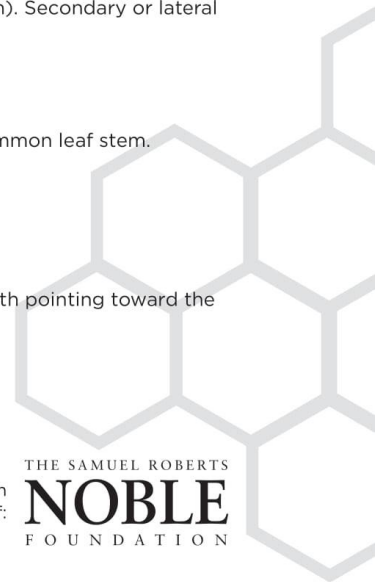 n). Secondary or lateral
mmon leaf stem.
th pointing toward the
n
f:
THE SAMUEL ROBERTS
NOBLE
FOUNDATION